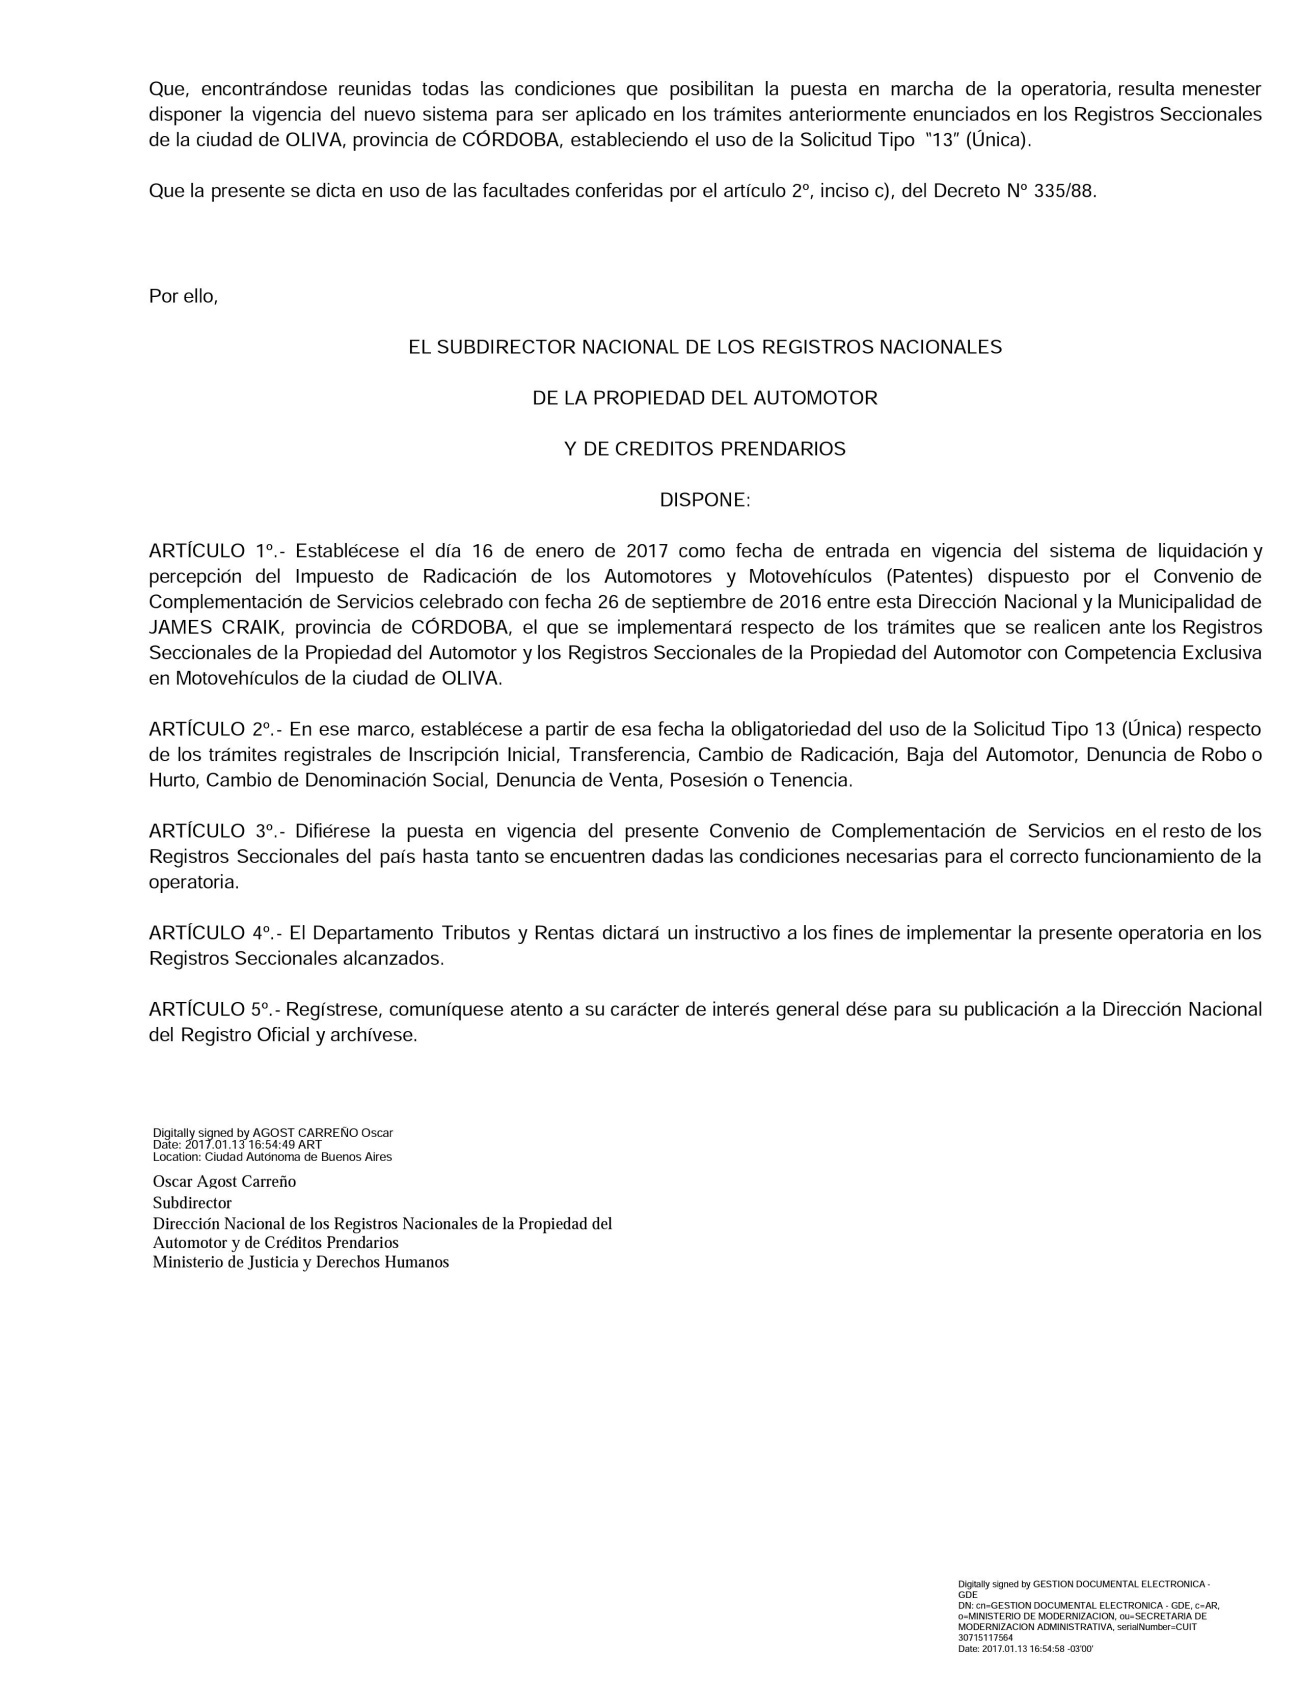 Que, encontrándose reunidas todas las condiciones que posibilitan la puesta en marcha de la operatoria, resulta menester
disponer la vigencia del nuevo sistema para ser aplicado en los trámites anteriormente enunciados en los Registros Seccionales
de la ciudad de OLIVA, provincia de CÓRDOBA, estableciendo el uso de la Solicitud Tipo “13” (Única).
Que la presente se dicta en uso de las facultades conferidas por el artículo 2º, inciso c), del Decreto Nº 335/88.
Por ello,
EL SUBDIRECTOR NACIONAL DE LOS REGISTROS NACIONALES
DE LA PROPIEDAD DEL AUTOMOTOR
Y DE CREDITOS PRENDARIOS
DISPONE:
ARTÍCULO 1º.- Establécese el día 16 de enero de 2017 como fecha de entrada en vigencia del sistema de liquidación y
percepción del Impuesto de Radicación de los Automotores y Motovehículos (Patentes) dispuesto por el Convenio de
Complementación de Servicios celebrado con fecha 26 de septiembre de 2016 entre esta Dirección Nacional y la Municipalidad de
JAMES CRAIK, provincia de CÓRDOBA, el que se implementará respecto de los trámites que se realicen ante los Registros
Seccionales de la Propiedad del Automotor y los Registros Seccionales de la Propiedad del Automotor con Competencia Exclusiva
en Motovehículos de la ciudad de OLIVA.
ARTÍCULO 2º.- En ese marco, establécese a partir de esa fecha la obligatoriedad del uso de la Solicitud Tipo 13 (Única) respecto
de los trámites registrales de Inscripción Inicial, Transferencia, Cambio de Radicación, Baja del Automotor, Denuncia de Robo o
Hurto, Cambio de Denominación Social, Denuncia de Venta, Posesión o Tenencia.
ARTÍCULO 3º.- Difiérese la puesta en vigencia del presente Convenio de Complementación de Servicios en el resto de los
Registros Seccionales del país hasta tanto se encuentren dadas las condiciones necesarias para el correcto funcionamiento de la
operatoria.
ARTÍCULO 4º.- El Departamento Tributos y Rentas dictará un instructivo a los fines de implementar la presente operatoria en los
Registros Seccionales alcanzados.
ARTÍCULO 5º.- Regístrese, comuníquese atento a su carácter de interés general dése para su publicación a la Dirección Nacional
del Registro Oficial y archívese.
Digitally signed by AGOST CARREÑO Oscar
Date: 2017.01.13 16:54:49 ART
Location: Ciudad Autónoma de Buenos Aires
Oscar Agost Carreño
Subdirector
Dirección Nacional de los Registros Nacionales de la Propiedad del
Automotor y de Créditos Prendarios
Ministerio de Justicia y Derechos Humanos
Digitally signed by GESTION DOCUMENTAL ELECTRONICA -
GDE
DN: cn=GESTION DOCUMENTAL ELECTRONICA - GDE, c=AR,
o=MINISTERIO DE MODERNIZACION, ou=SECRETARIA DE
MODERNIZACION ADMINISTRATIVA, serialNumber=CUIT
30715117564
Date: 2017.01.13 16:54:58 -03'00'